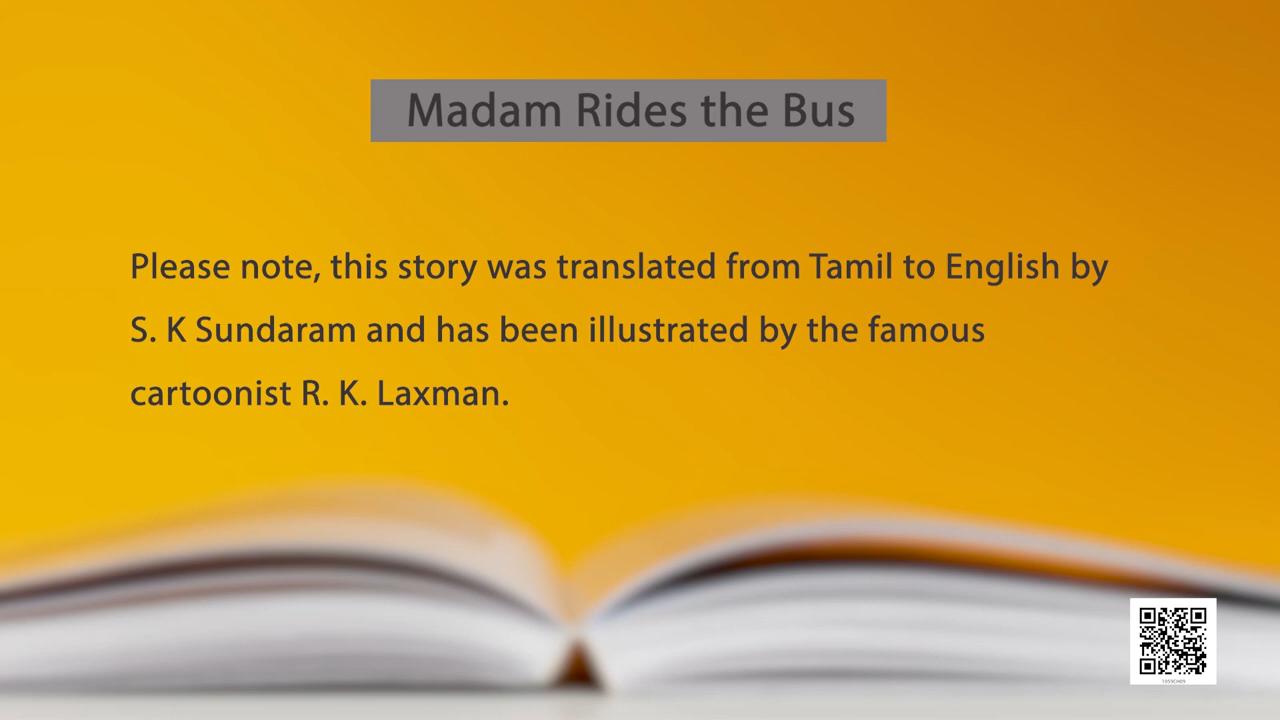 Madam Rides the Bus
Please note, this story was translated from Tamil to English by
S. K Sundaram and has been illustrated by the famous
cartoonist R. K. Laxman.